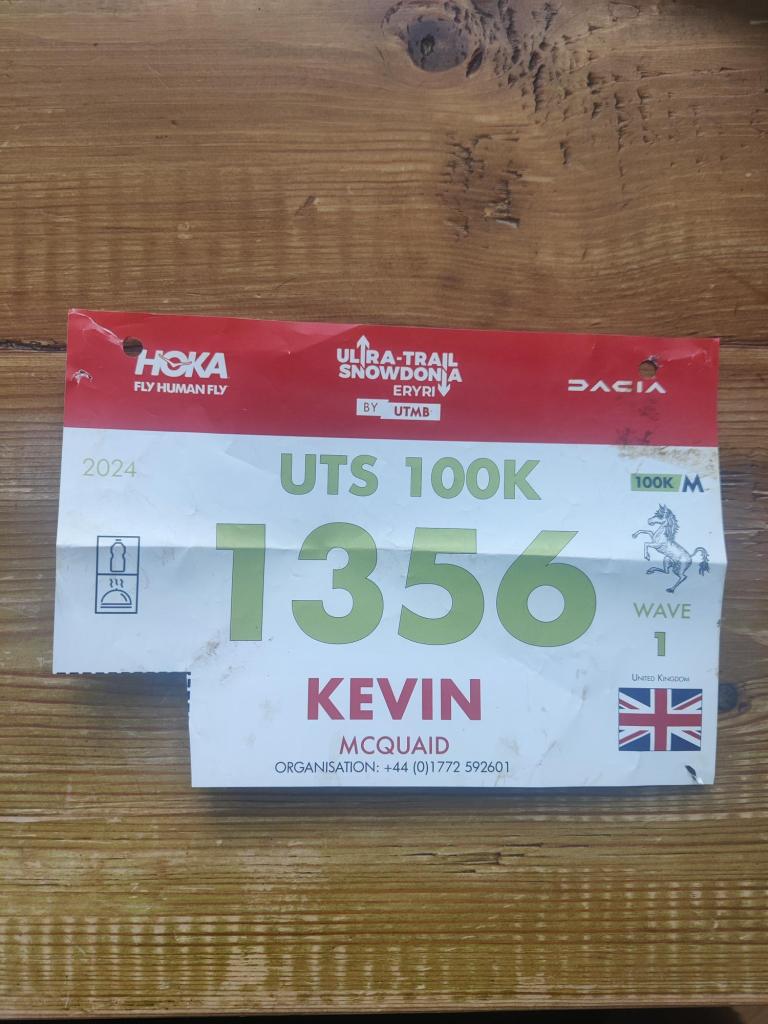 HOKA
FLY HUMAN FLY
ULTRA-TRAIL
SNOWDONIA
ERYRI
BY UTMB
DACIA
2024
UTS 100K
100K M
1356
WAVE
1
KEVIN
UNITED KINGDOM
MCQUAID
ORGANISATION: +44 (0)1772 592601